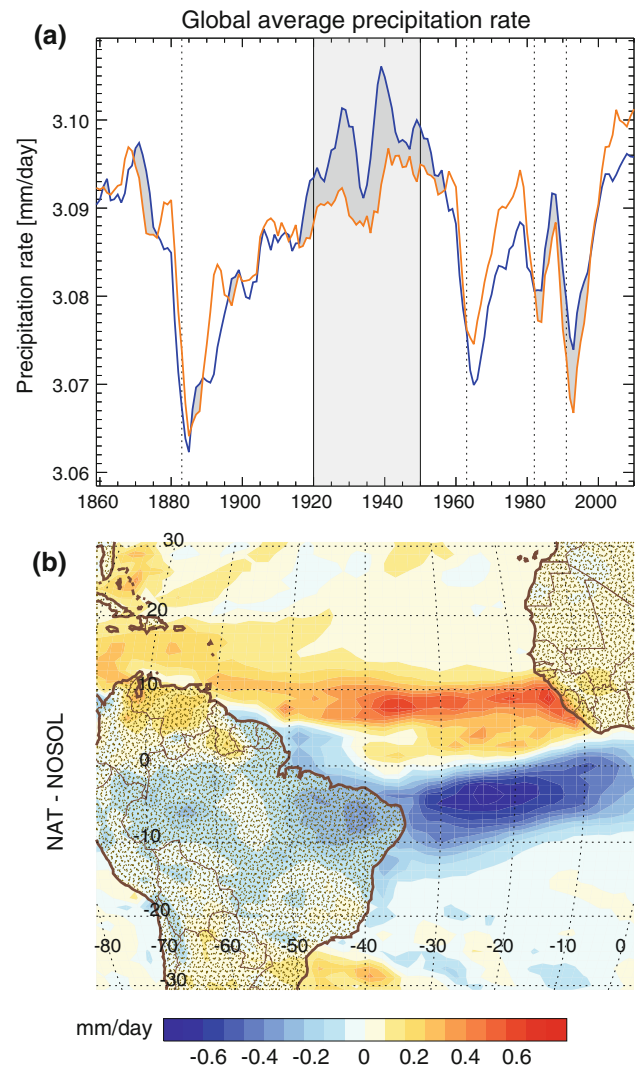 Global average precipitation rate
(a)
Precipitation rate [mm/day]
3.10
3.09
3.08
3.07
3.06
1860 1880 1900 1920 1940 1960 1980 2000
(b)
NAT - NOSOL
30
20
10
0
-10
-20
-80 -70 -60 -50 -40 -30 -20 -10 0
-30
mm/day
-0.6 -0.4 -0.2 0 0.2 0.4 0.6